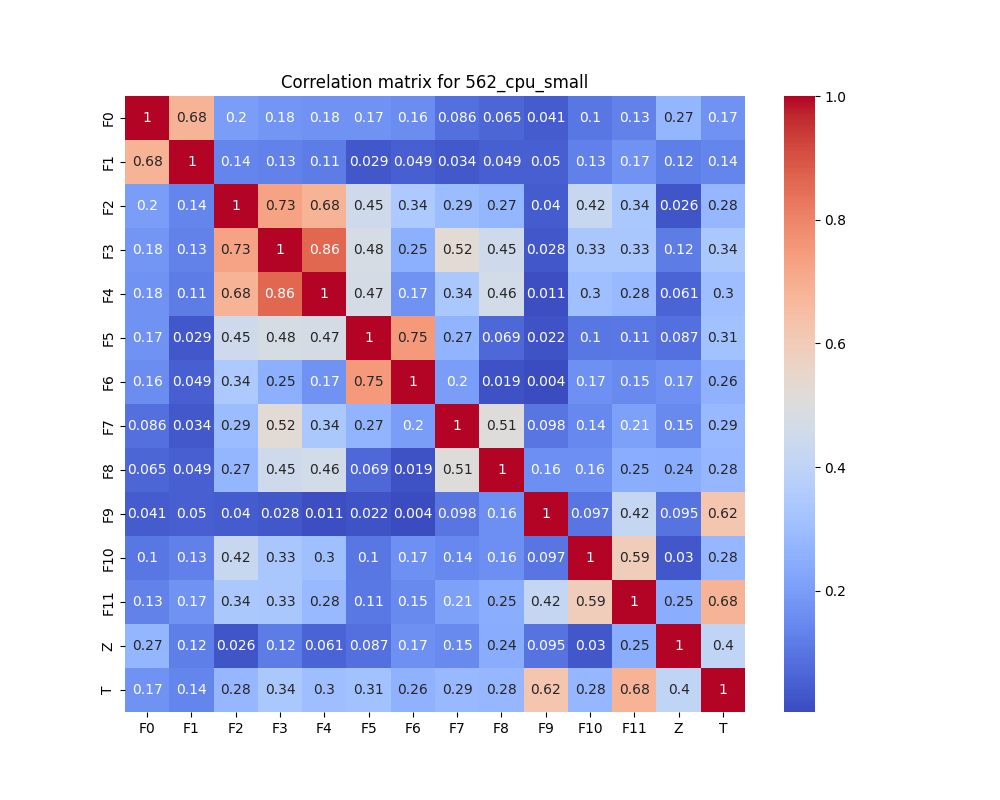 Correlation matrix for 562_cpu_small
F0 1 0.68 0.2 0.18 0.18 0.17 0.16 0.086 0.065 0.041 0.1 0.13 0.27 0.17
F1 0.68 1 0.14 0.13 0.11 0.029 0.049 0.034 0.049 0.05 0.13 0.17 0.12 0.14
F2 0.2 0.14 1 0.73 0.68 0.45 0.34 0.29 0.27 0.04 0.42 0.34 0.026 0.28
F3 0.18 0.13 0.73 1 0.86 0.48 0.25 0.52 0.45 0.028 0.33 0.33 0.12 0.34
F4 0.18 0.11 0.68 0.86 1 0.47 0.17 0.34 0.46 0.011 0.3 0.28 0.061 0.3
F5 0.17 0.029 0.45 0.48 0.47 1 0.75 0.27 0.069 0.022 0.1 0.11 0.087 0.31
F6 0.16 0.049 0.34 0.25 0.17 0.75 1 0.2 0.019 0.004 0.17 0.15 0.17 0.26
F7 0.086 0.034 0.29 0.52 0.34 0.27 0.2 1 0.51 0.098 0.14 0.21 0.15 0.29
F8 0.065 0.049 0.27 0.45 0.46 0.069 0.019 0.51 1 0.16 0.16 0.25 0.24 0.28
F9 0.041 0.05 0.04 0.028 0.011 0.022 0.004 0.098 0.16 1 0.097 0.42 0.095 0.62
F10 0.1 0.13 0.42 0.33 0.3 0.1 0.17 0.14 0.16 0.097 1 0.59 0.03 0.28
F11 0.13 0.17 0.34 0.33 0.28 0.11 0.15 0.21 0.25 0.42 0.59 1 0.25 0.68
Z 0.27 0.12 0.026 0.12 0.061 0.087 0.17 0.15 0.24 0.095 0.03 0.25 1 0.4
T 0.17 0.14 0.28 0.34 0.3 0.31 0.26 0.29 0.28 0.62 0.28 0.68 0.4 1
F0 F1 F2 F3 F4 F5 F6 F7 F8 F9 F10 F11 Z T
1.0
0.8
0.6
0.4
0.2